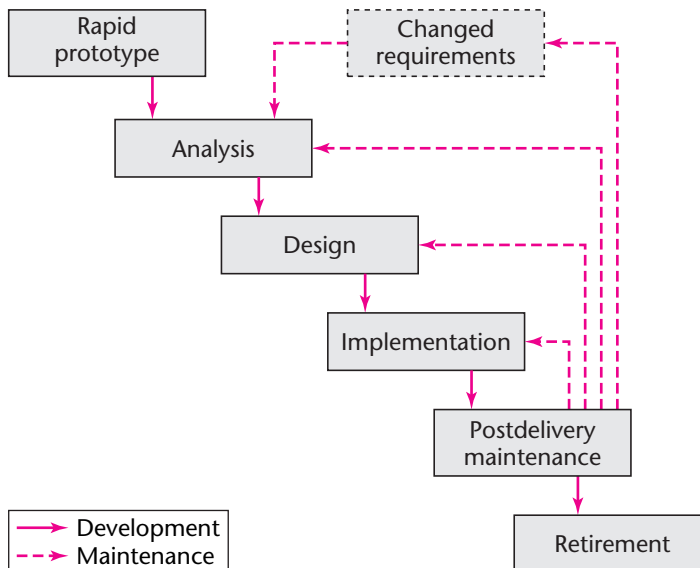 Rapid
prototype
Changed
requirements
Analysis
Design
Implementation
Postdelivery
maintenance
Retirement
Development
Maintenance